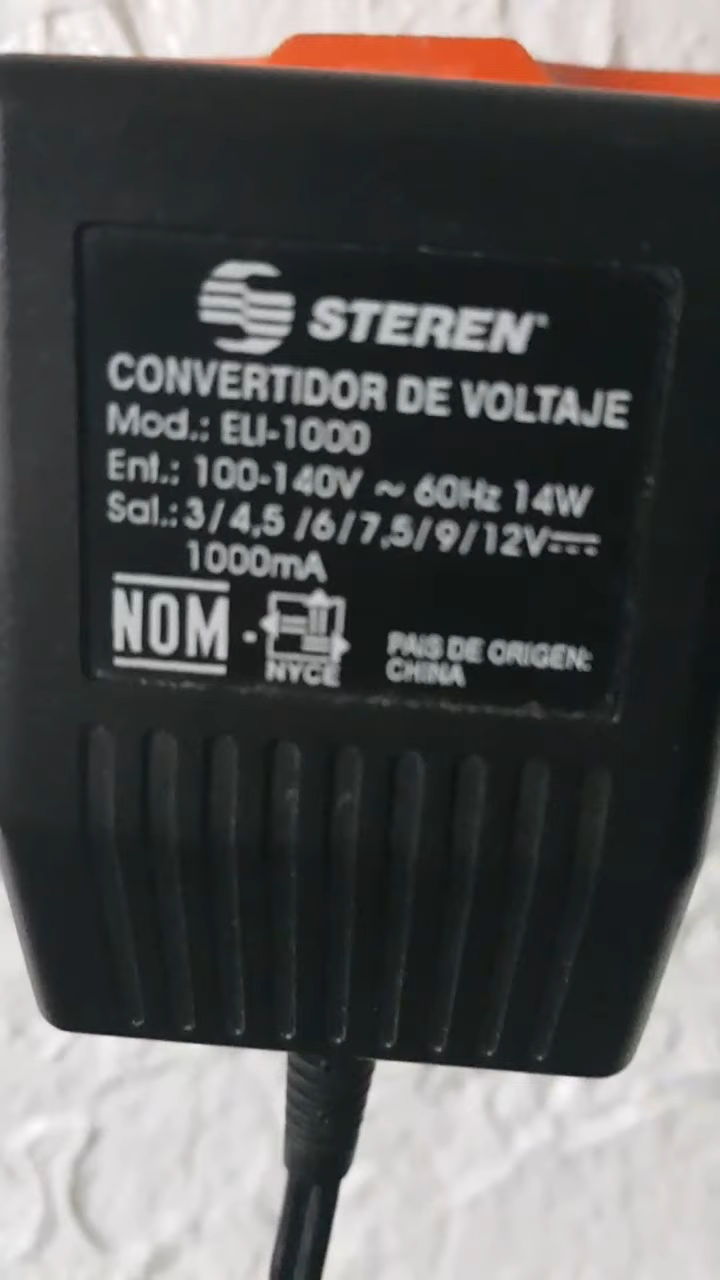 STEREN™
CONVERTIDOR DE VOLTAJE
Mod.: ELI-1000
Ent.: 100-140V ~ 60Hz 14W
Sal.: 3/4,5 /6/7,5/9/12V⎓
1000mA
NOM - NYCE
PAIS DE ORIGEN:
CHINA